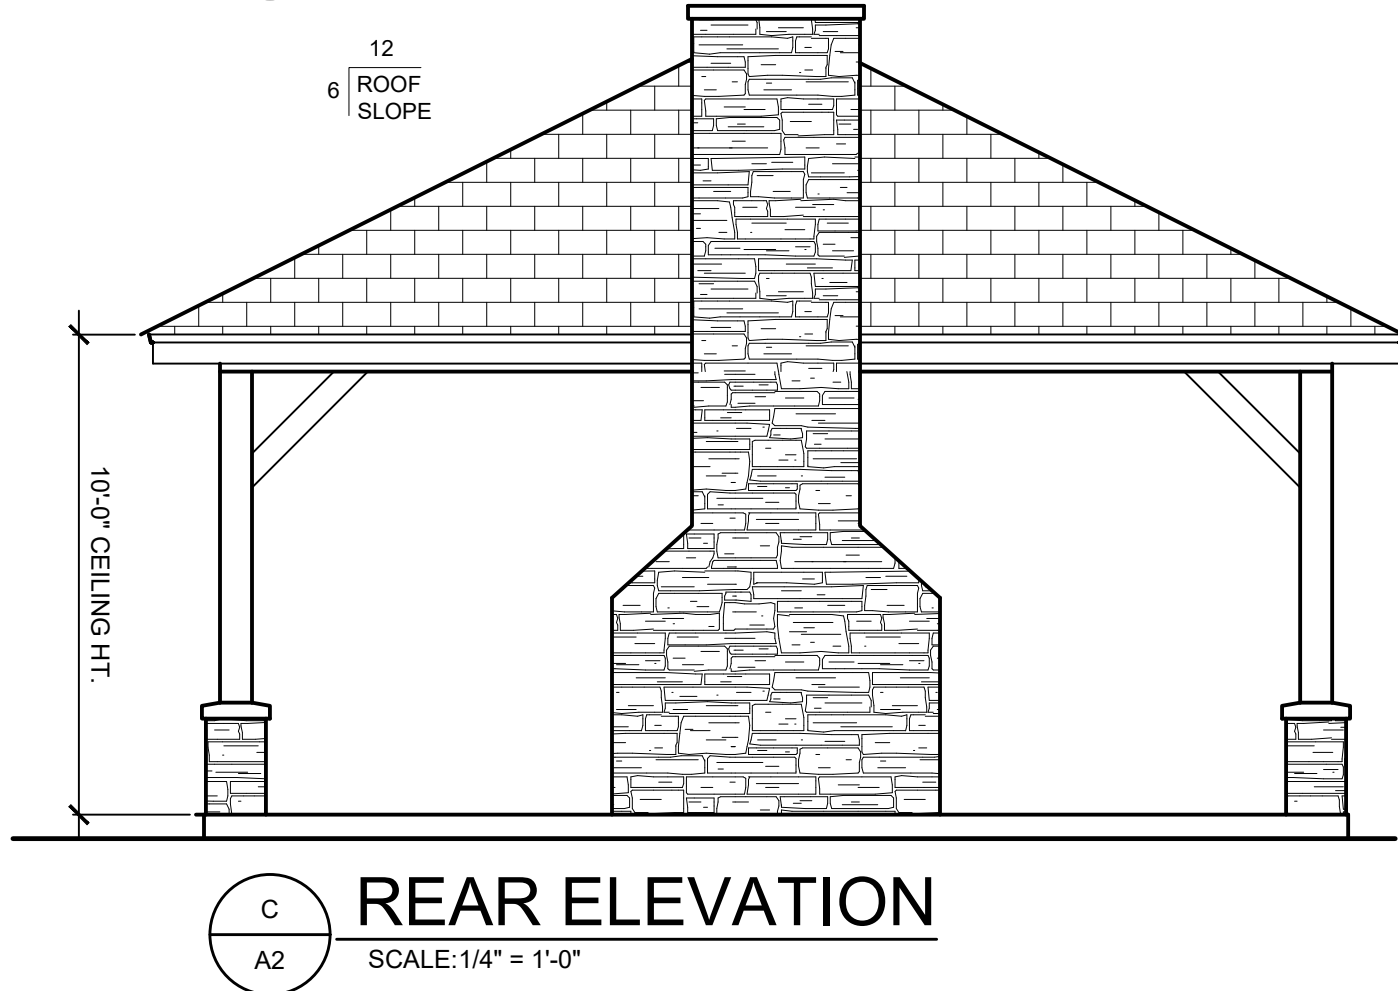 12
6 ROOF
SLOPE
10'-0" CEILING HT.
C
A2
REAR ELEVATION
SCALE:1/4" = 1'-0"